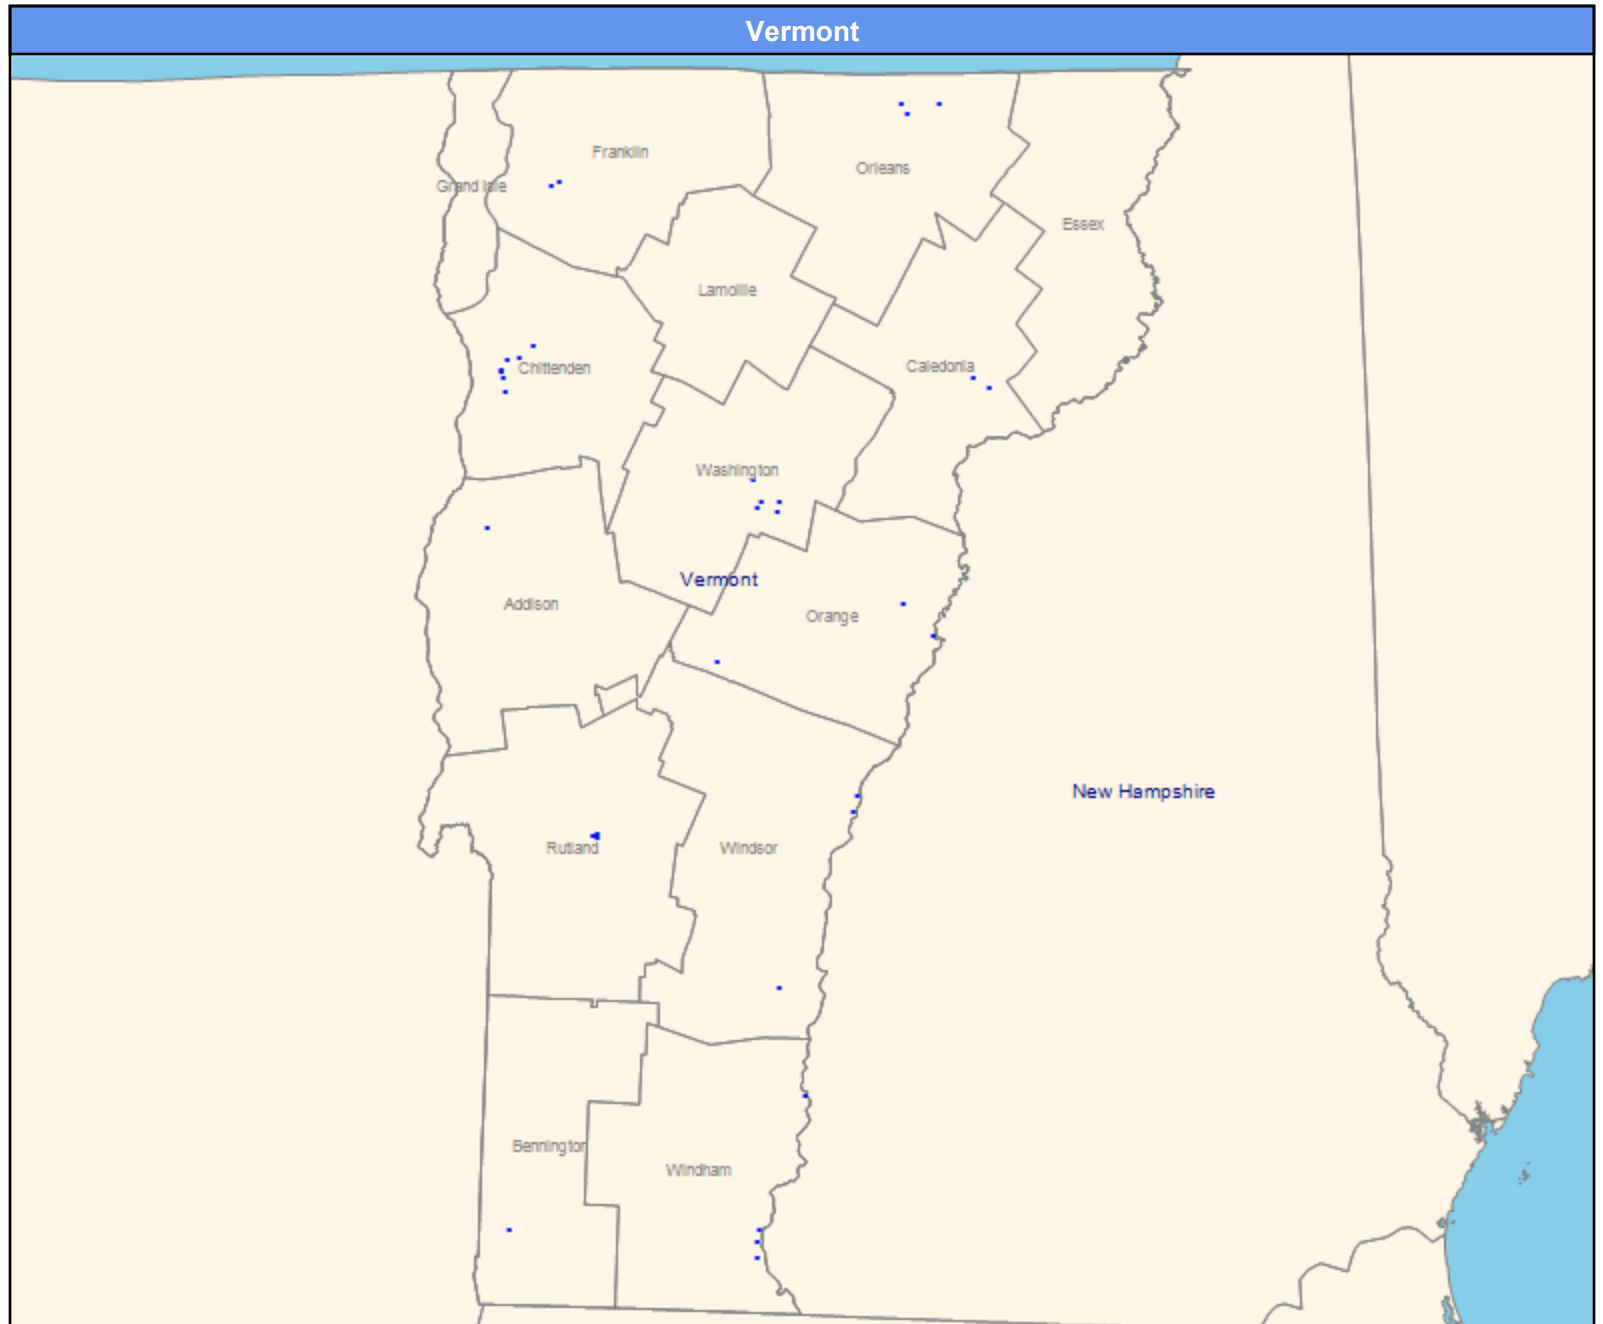 Vermont
Franklin
Orleans
Grand Isle
Essex
Lamoille
Chittenden
Caledonia
Washington
Vermont
Addison
Orange
New Hampshire
Rutland
Windsor
Bennington
Windham